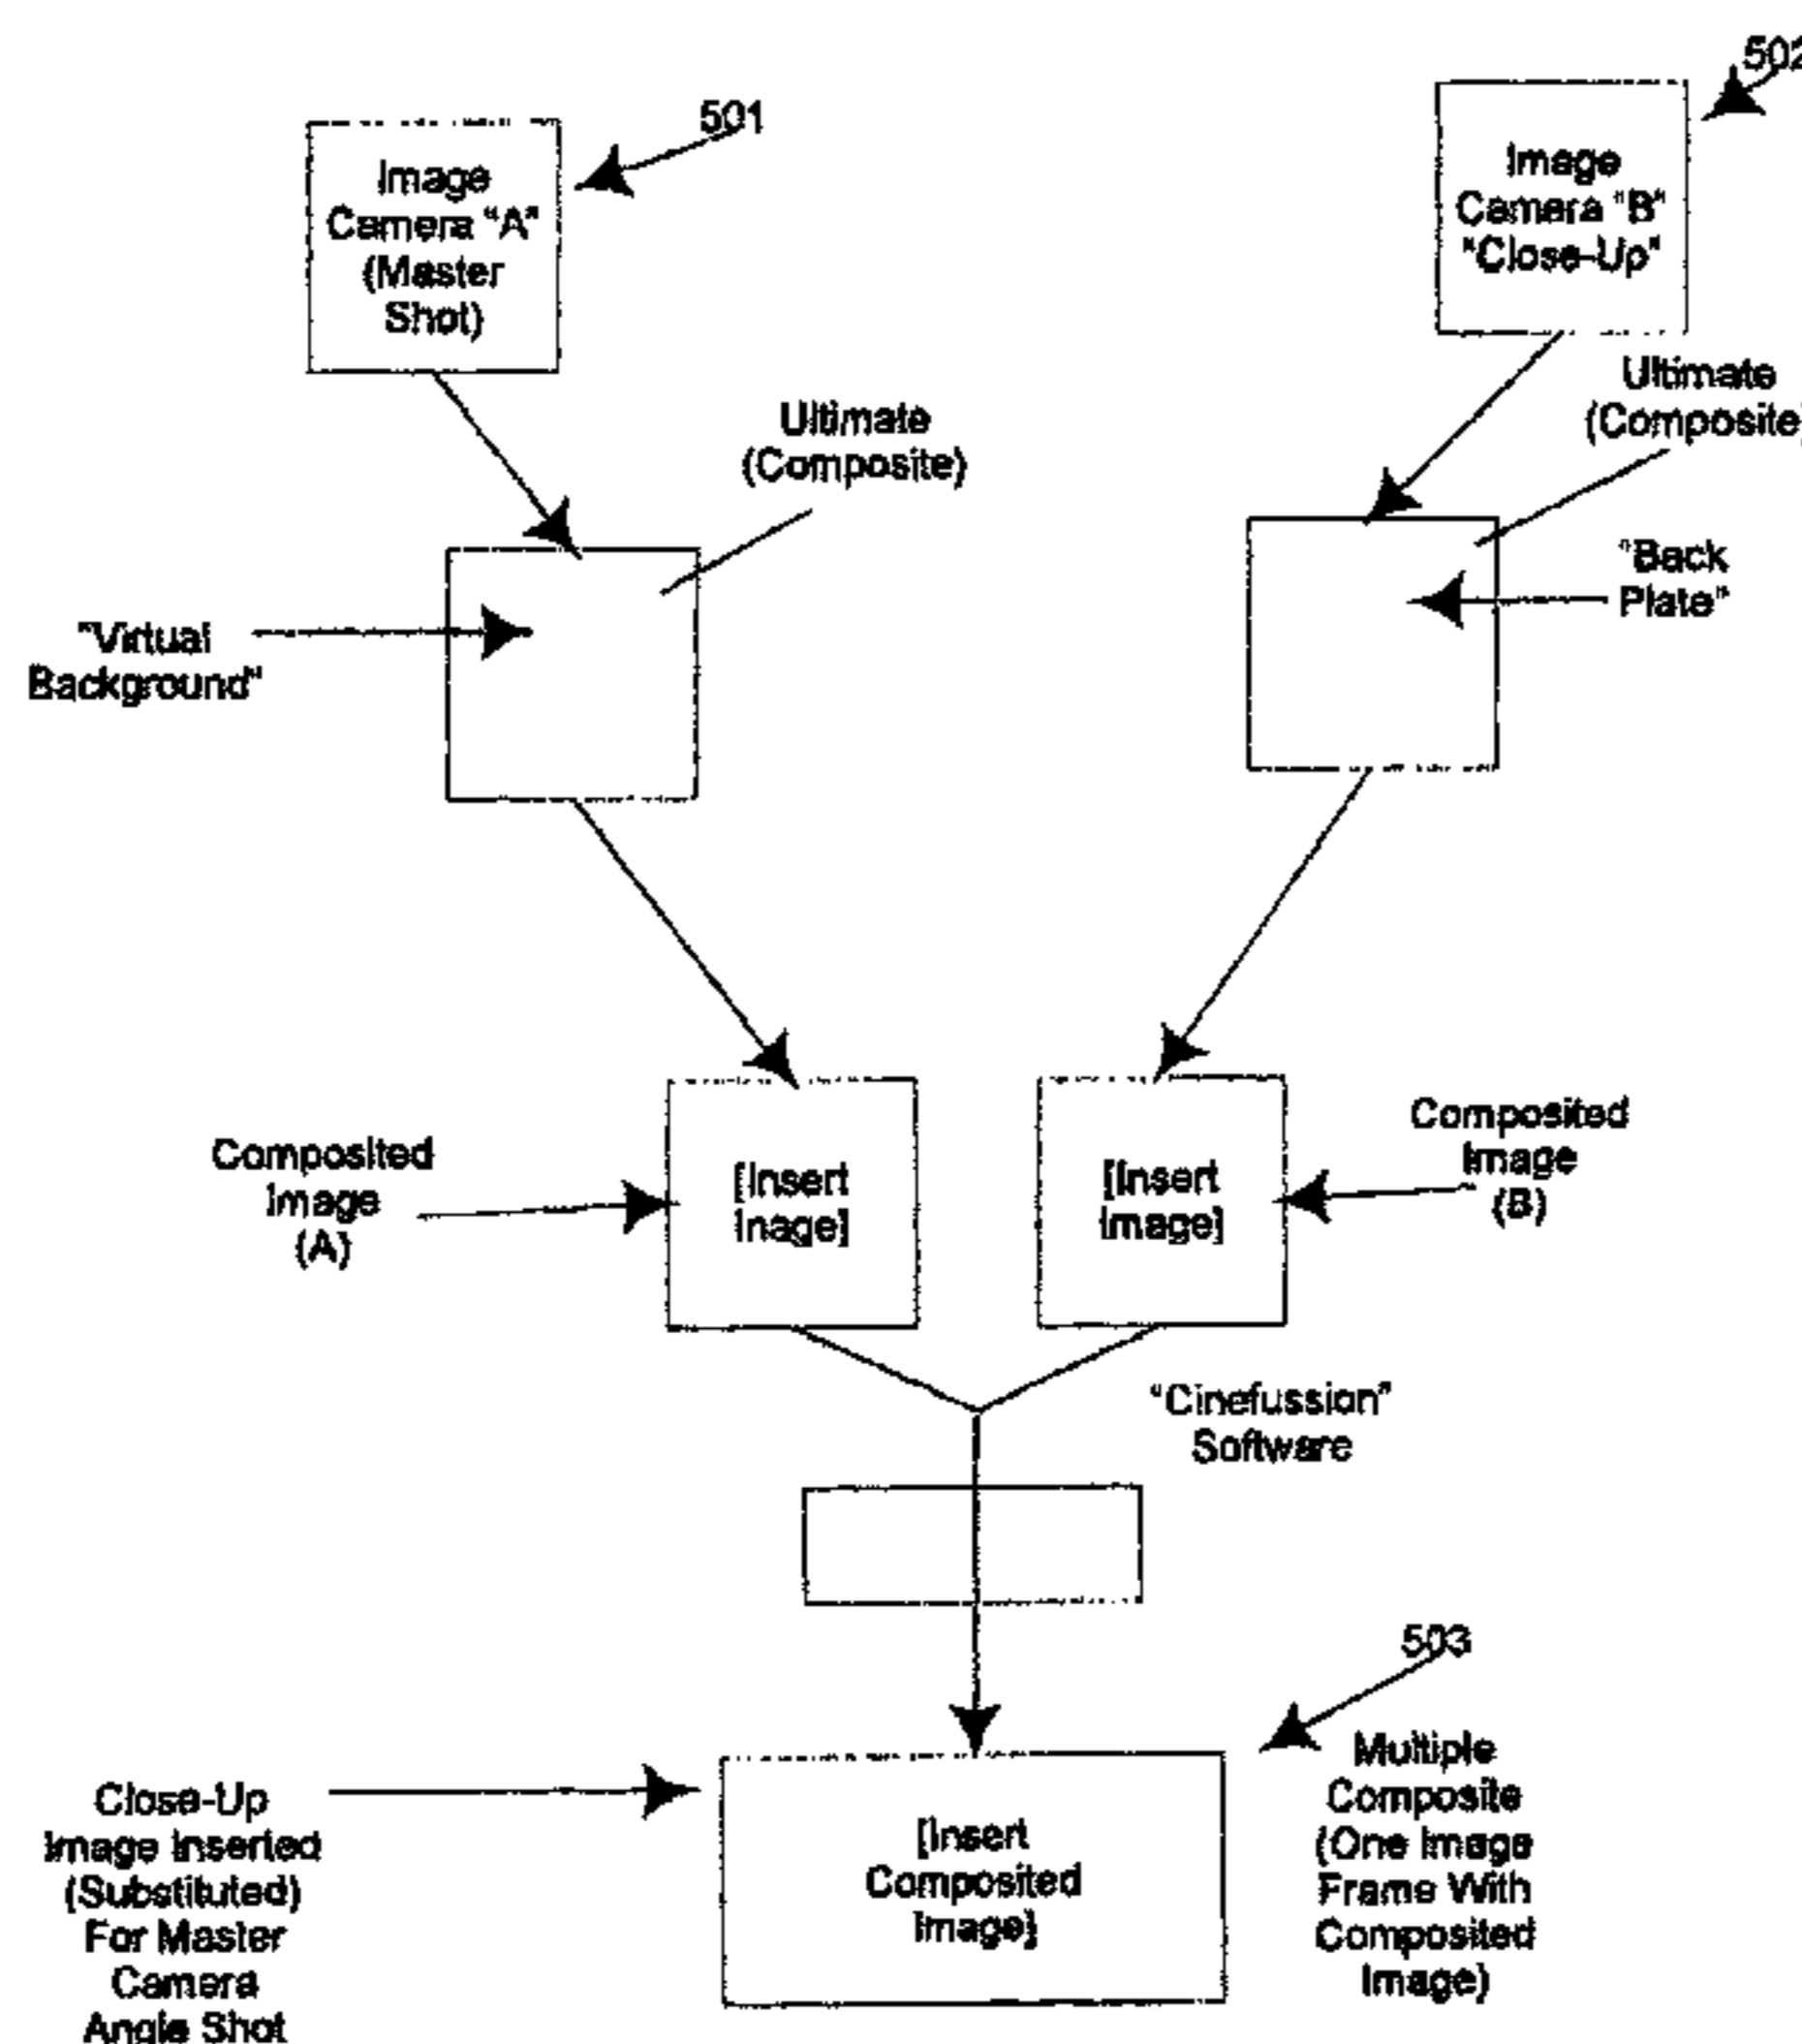 501
Image
Camera "A"
(Master
Shot)
502
Image
Camera "B"
"Close-Up"
Ultimate
(Composite)
Ultimate
(Composite)
"Virtual
Background"
"Back
Plate"
Composited
Image
(A)
[Insert
Inage]
[Insert
Image]
Composited
Image
(B)
"Cinefussion"
Software
503
Close-Up
Image Inserted
(Substituted)
For Master
Camera
Angle Shot
[Insert
Composited
Image]
Multiple
Composite
(One Image
Frame With
Composited
Image)